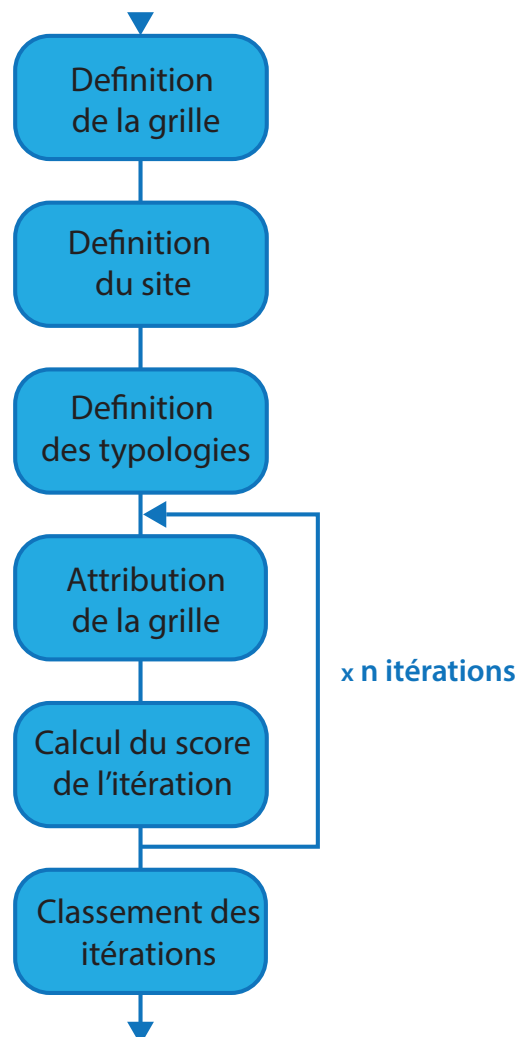 Definition
de la grille
Definition
du site
Definition
des typologies
Attribution
de la grille
x n itérations
Calcul du score
de l'itération
Classement des
itérations